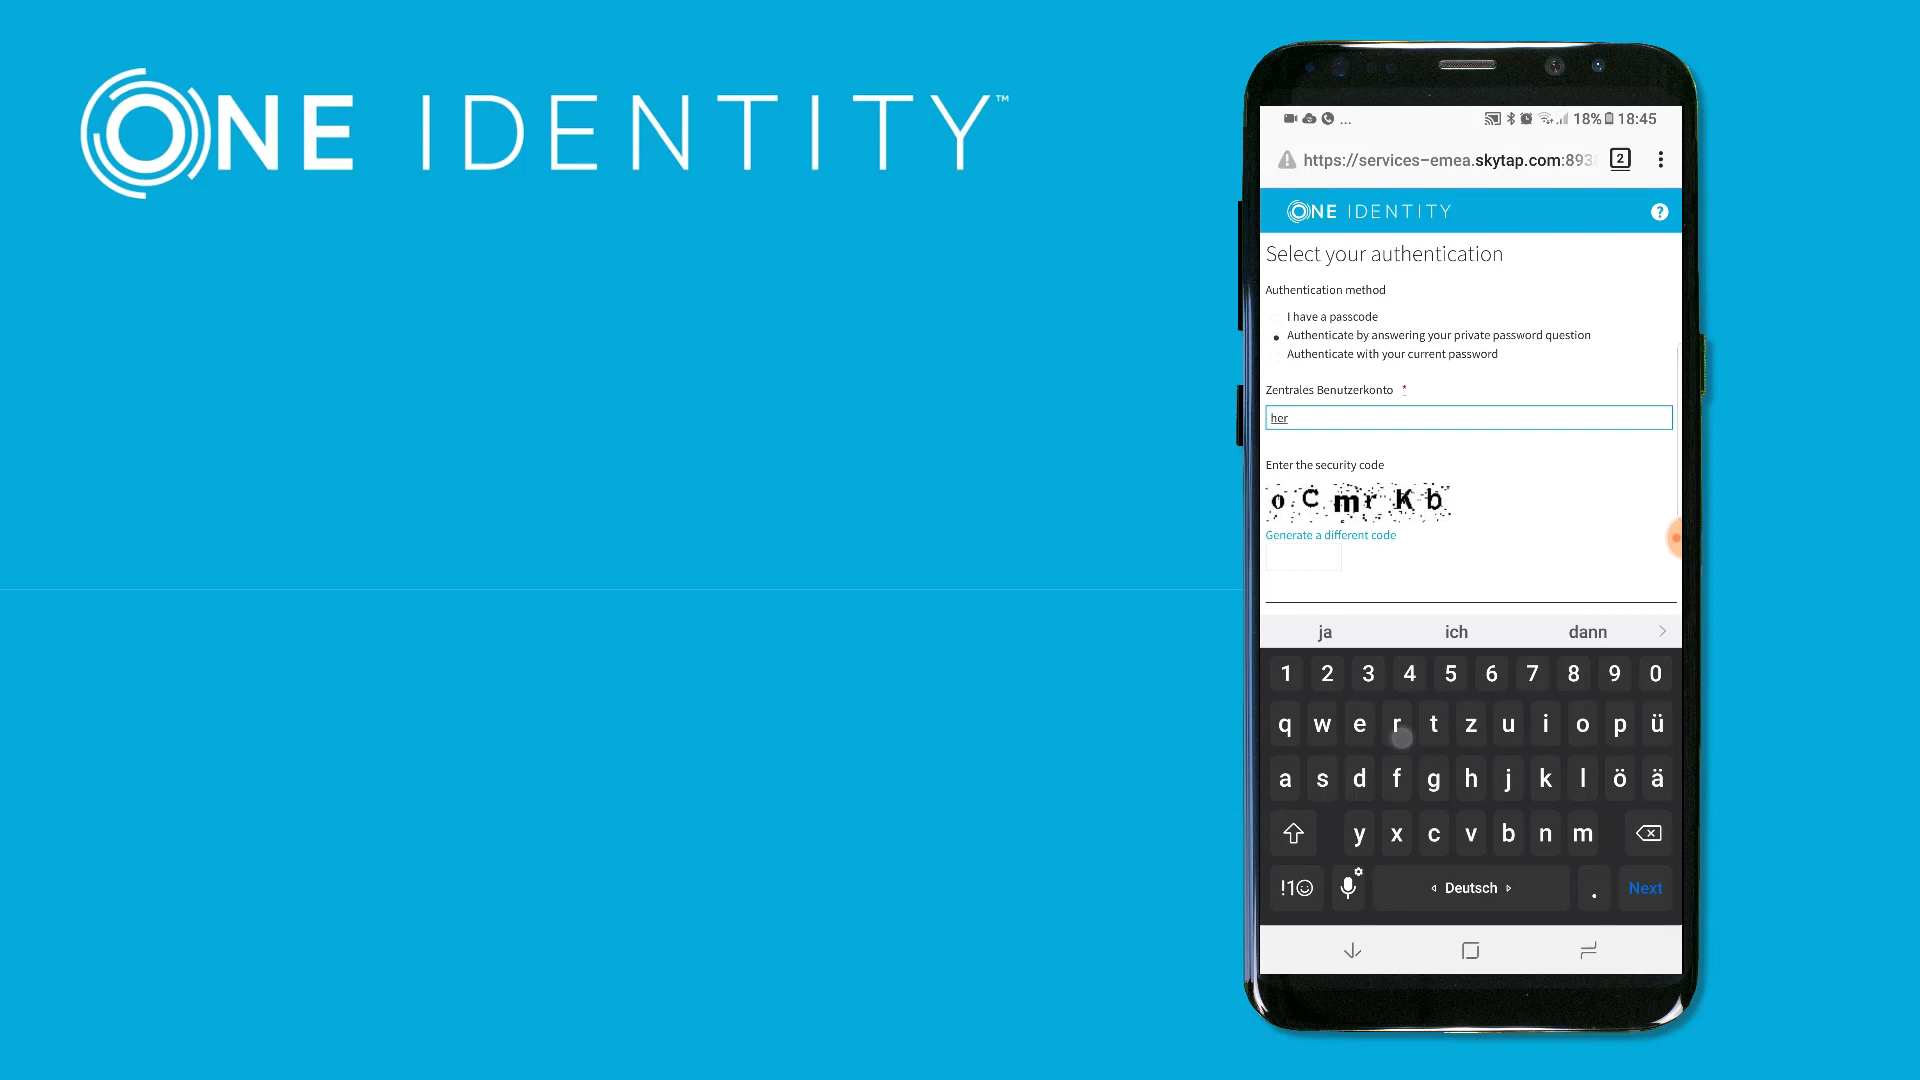 ONE IDENTITY™
... 18% 18:45
https://services-emea.skytap.com:893 2
ONE IDENTITY ?
Select your authentication
Authentication method
I have a passcode
Authenticate by answering your private password question
Authenticate with your current password
Zentrales Benutzerkonto *
her
Enter the security code
o C m r K b
Generate a different code
ja ich dann
1 2 3 4 5 6 7 8 9 0
q w e r t z u i o p ü
a s d f g h j k l ö ä
y x c v b n m
!1☺ Deutsch . Next